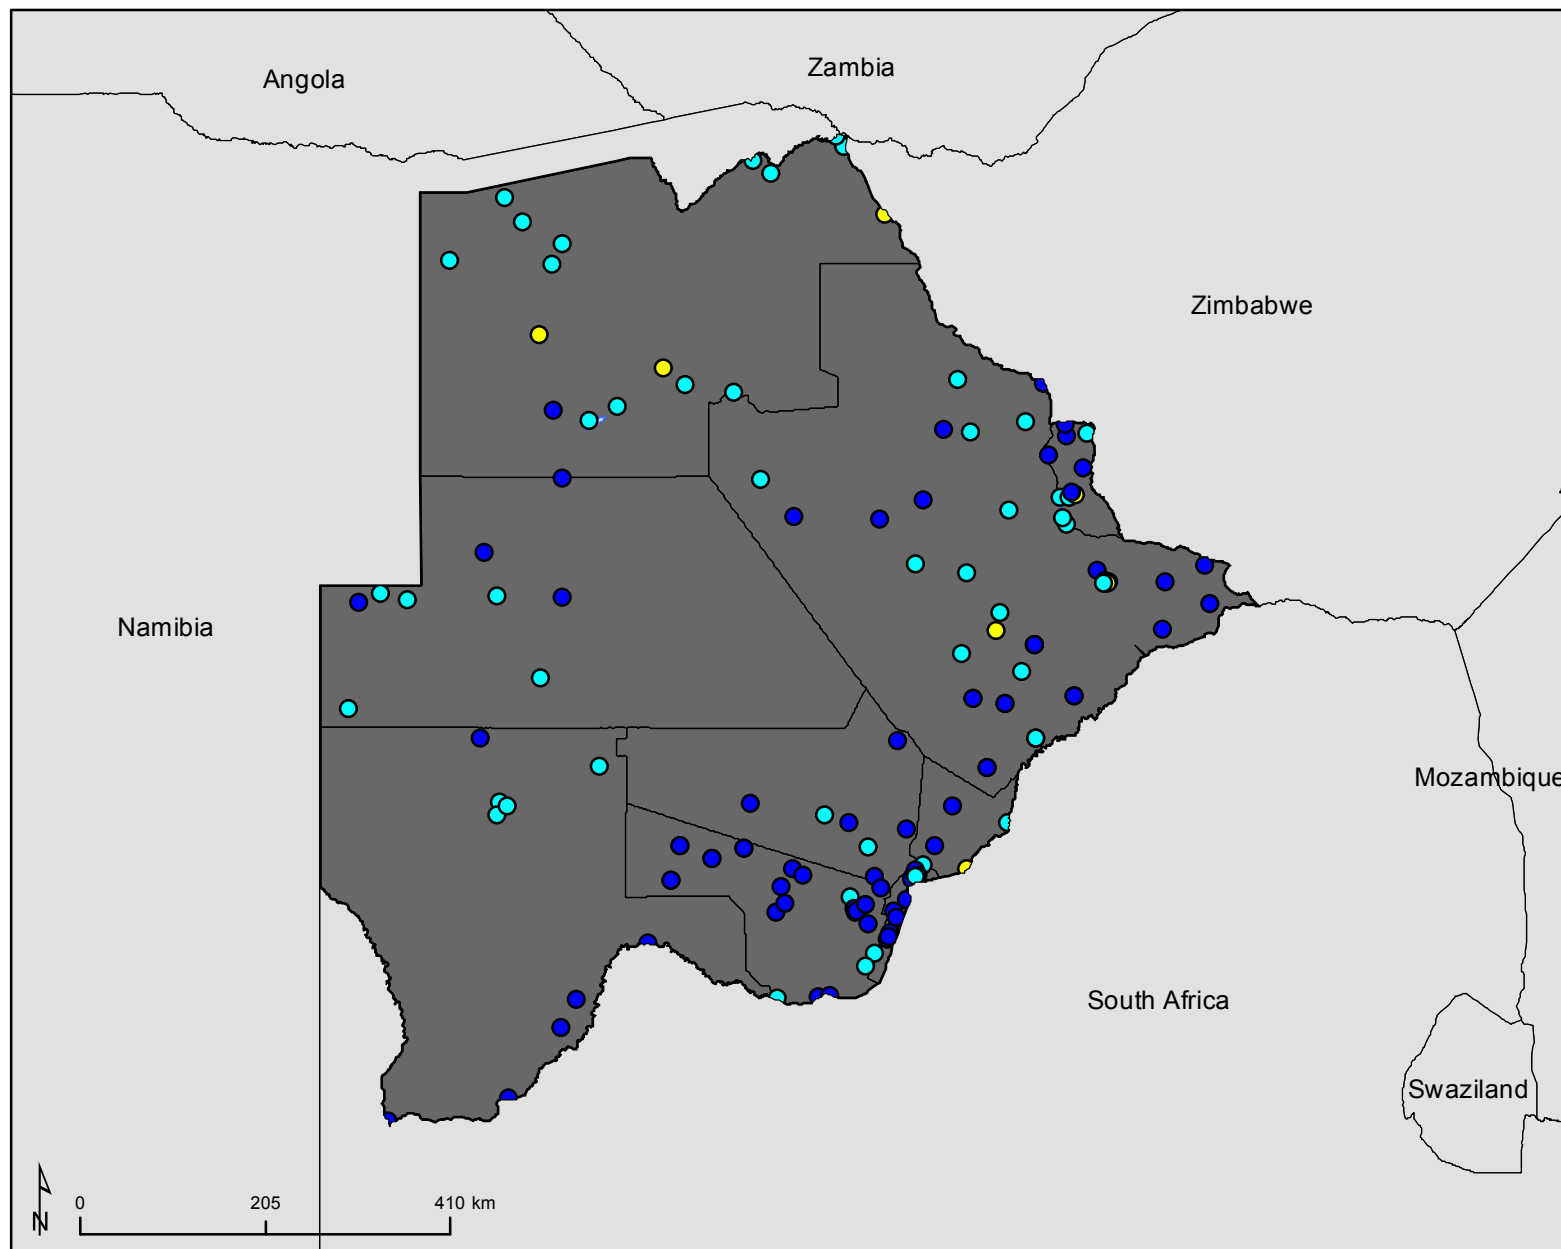 Zambia
Angola
Zimbabwe
Namibia
Mozambique
South Africa
Swaziland
0 205 410 km
N